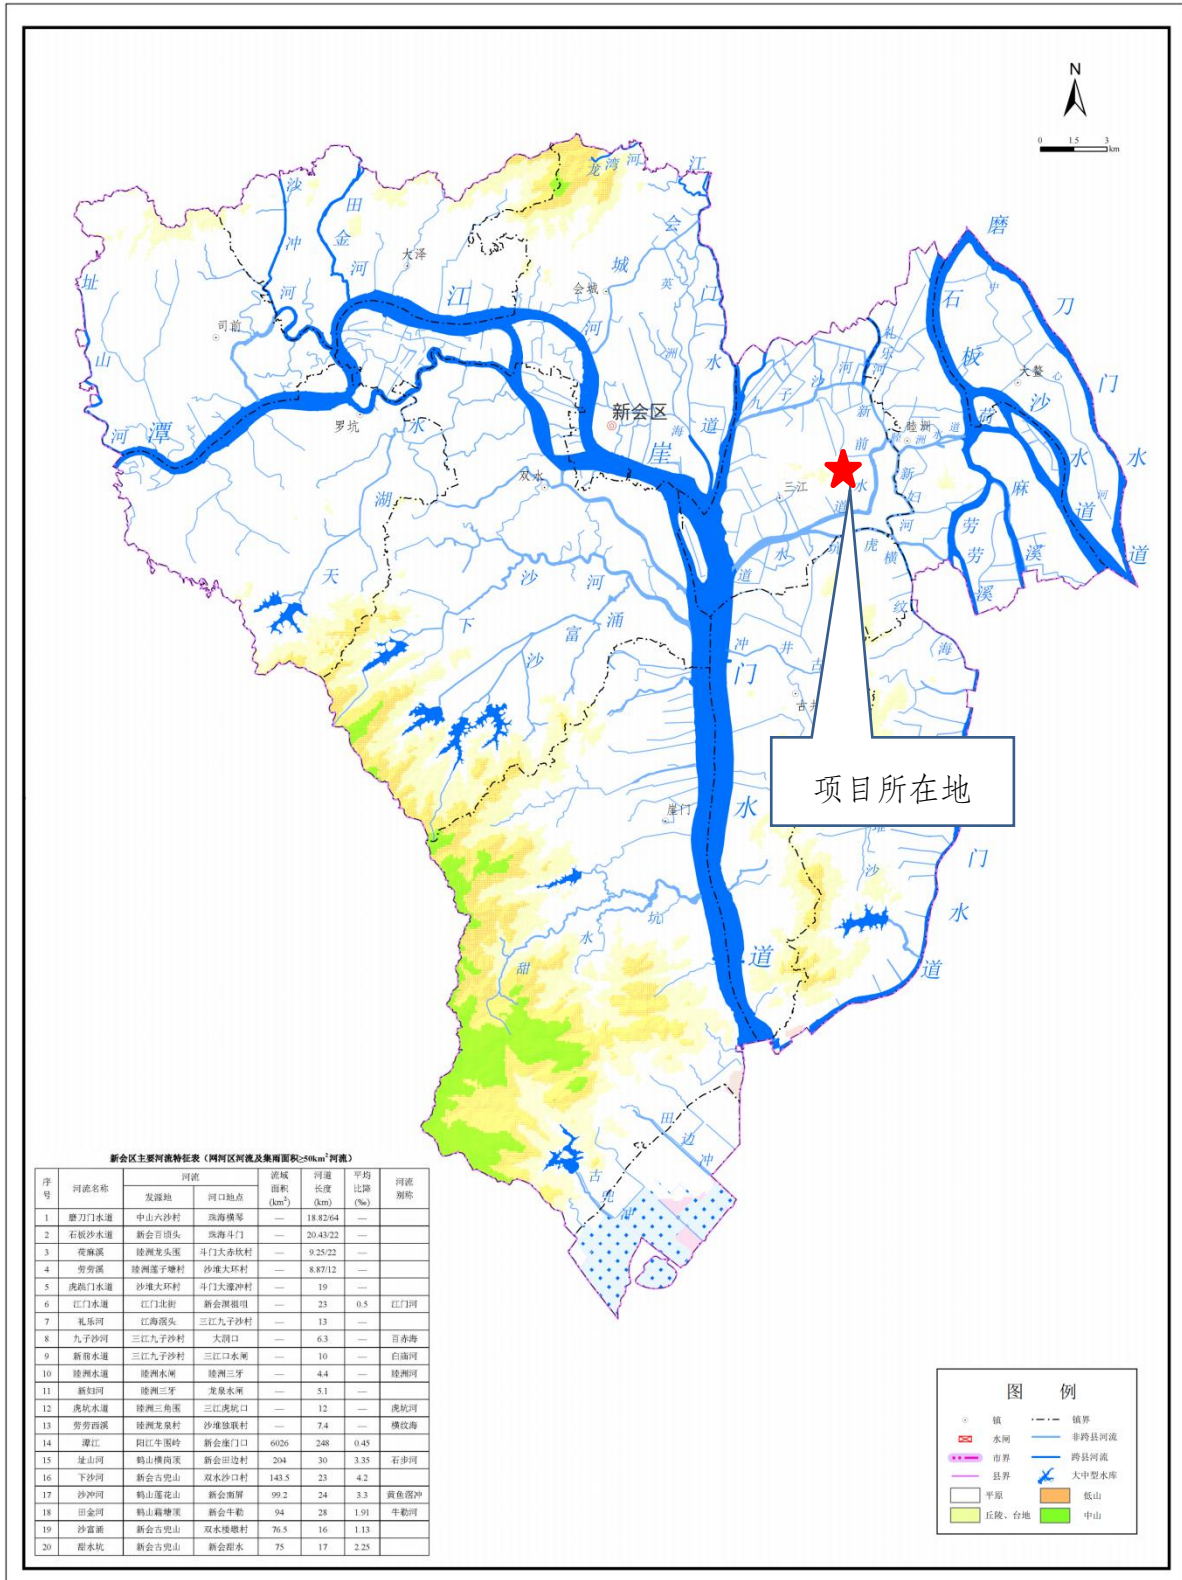 N
0 1.5 3
km
龙湾河
江
门
水
道
沙
冲
河
田
金
河
大泽
会
城
河
会城
英
洲
海
磨
刀
门
水
道
址
山
河
司前
江
潭
石
板
沙
水
道
中
心
河
大鳌
礼
乐
河
九
子
沙
河
新
前
水
道
睦洲
睦
洲
水
道
荷
麻
溪
新会区
罗坑
水
湖
天
双水
崖
门
水
道
三江
新
妇
河
劳
劳
溪
虎
坑
水
道
横
纹
海
下
沙
河
沙
富
涌
冲
井
古
古井
项目所在地
崖门
沙
门
水
道
坑
水
甜
田
边
冲
古
兜
冲
新会区主要河流特征表（网河区河流及集雨面积≥50km²河流）
序号 河流名称 河流 流域面积(km²) 河道长度(km) 平均比降(‰) 河流别称
发源地 河口地点
1 磨刀门水道 中山六沙村 珠海横琴 — 18.82/64 —
2 石板沙水道 新会百顷头 珠海斗门 — 20.43/22 —
3 荷麻溪 睦洲龙头围 斗门大赤坎村 — 9.25/22 —
4 劳劳溪 睦洲莲子塘村 沙堆大环村 — 8.87/12 —
5 虎跳门水道 沙堆大环村 斗门大濠冲村 — 19 —
6 江门水道 江门北街 新会溟祖咀 — 23 0.5 江门河
7 礼乐河 江海滘头 三江九子沙村 — 13 —
8 九子沙河 三江九子沙村 大洞口 — 6.3 — 百赤海
9 新前水道 三江九子沙村 三江口水闸 — 10 — 白庙河
10 睦洲水道 睦洲水闸 睦洲三牙 — 4.4 — 睦洲河
11 新妇河 睦洲三牙 龙泉水闸 — 5.1 —
12 虎坑水道 睦洲三角围 三江虎坑口 — 12 — 虎坑河
13 劳劳西溪 睦洲龙泉村 沙堆独联村 — 7.4 — 横纹海
14 潭江 阳江牛围岭 新会崖门口 6026 248 0.45
15 址山河 鹤山横岗顶 新会田边村 204 30 3.35 石步河
16 下沙河 新会古兜山 双水沙口村 143.5 23 4.2
17 沙冲河 鹤山莲花山 新会南屏 99.2 24 3.3 黄鱼滘冲
18 田金河 鹤山藕塘顶 新会牛勒 94 28 1.91 牛勒河
19 沙富涌 新会古兜山 双水楼墩村 76.5 16 1.13
20 甜水坑 新会古兜山 新会甜水 75 17 2.25
图 例
镇 镇界
水闸 非跨县河流
市界 跨县河流
县界 大中型水库
平原 低山
丘陵、台地 中山